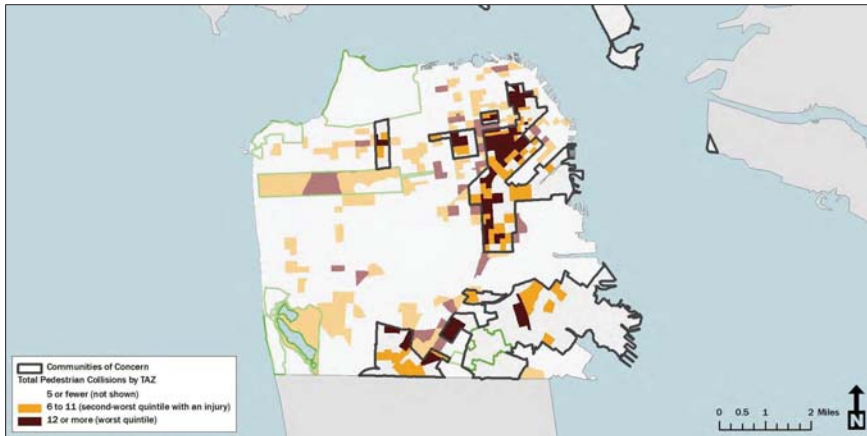 Communities of Concern
Total Pedestrian Collisions by TAZ
5 or fewer (not shown)
6 to 11 (second-worst quintile with an injury)
12 or more (worst quintile)
0 0.5 1 2 Miles
N